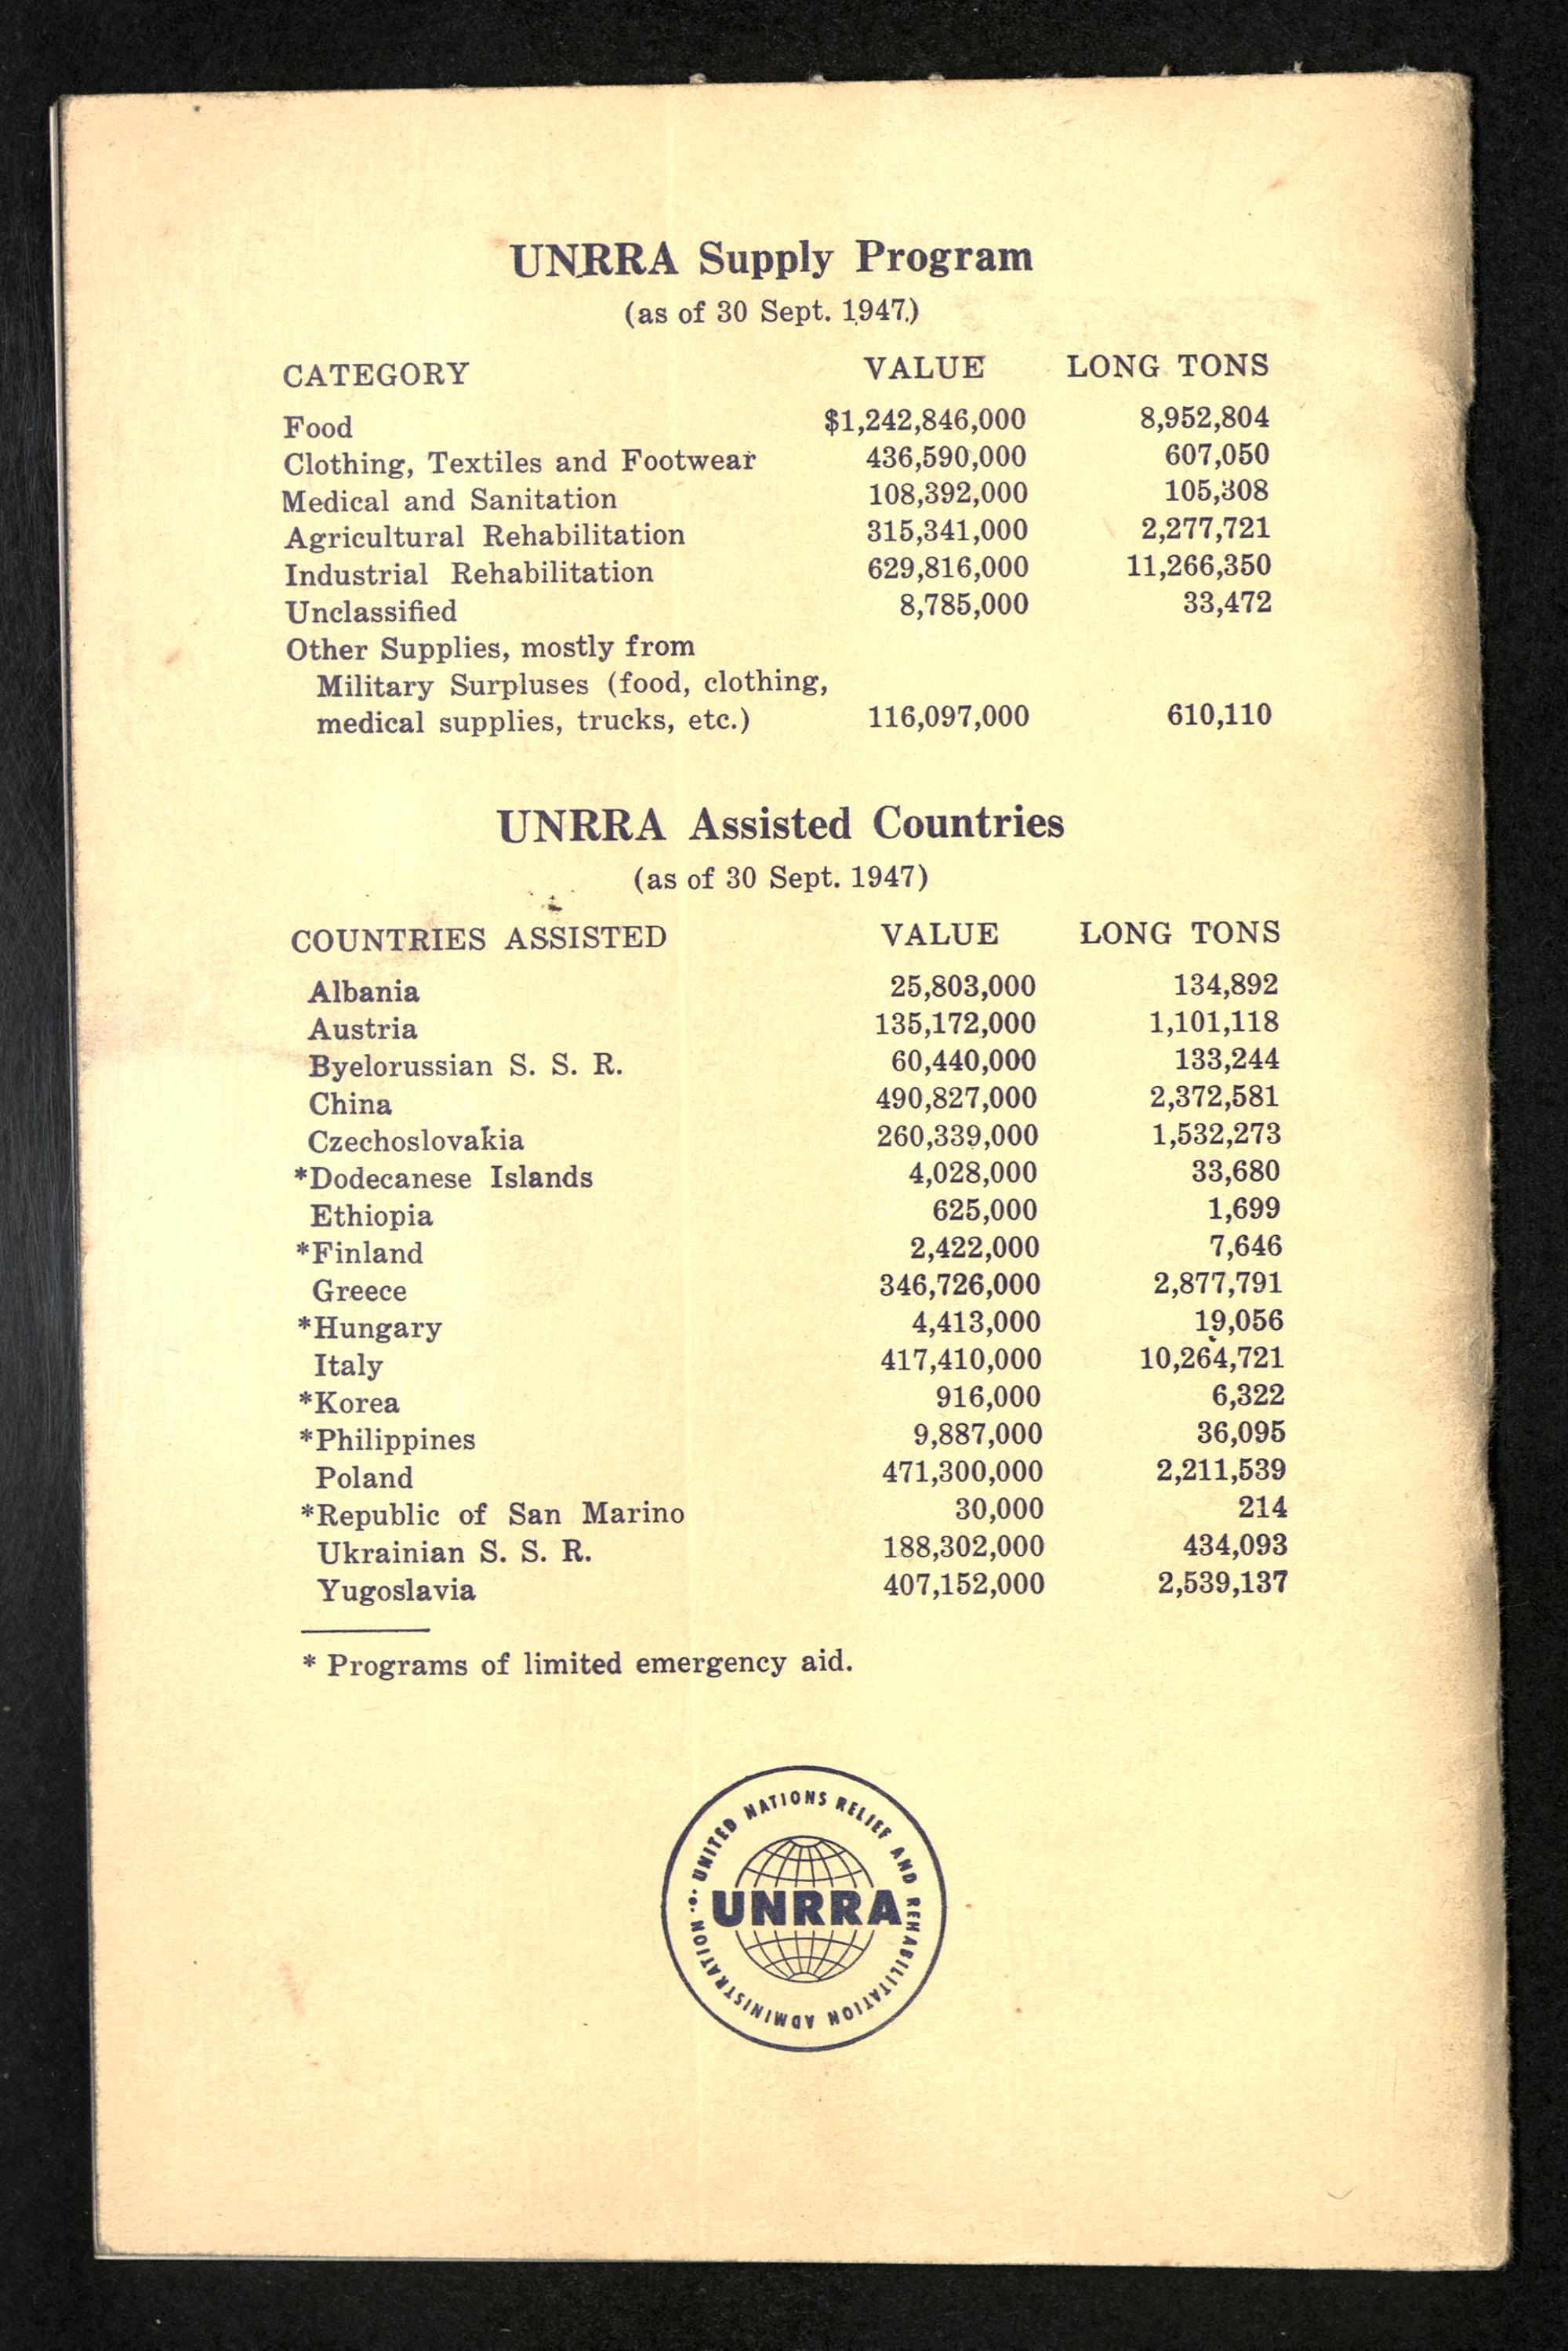 UNRRA Supply Program
(as of 30 Sept. 1947.)
CATEGORY VALUE LONG TONS
Food $1,242,846,000 8,952,804
Clothing, Textiles and Footwear 436,590,000 607,050
Medical and Sanitation 108,392,000 105,308
Agricultural Rehabilitation 315,341,000 2,277,721
Industrial Rehabilitation 629,816,000 11,266,350
Unclassified 8,785,000 33,472
Other Supplies, mostly from
Military Surpluses (food, clothing,
medical supplies, trucks, etc.) 116,097,000 610,110
UNRRA Assisted Countries
(as of 30 Sept. 1947)
COUNTRIES ASSISTED VALUE LONG TONS
Albania 25,803,000 134,892
Austria 135,172,000 1,101,118
Byelorussian S. S. R. 60,440,000 133,244
China 490,827,000 2,372,581
Czechoslovakia 260,339,000 1,532,273
*Dodecanese Islands 4,028,000 33,680
Ethiopia 625,000 1,699
*Finland 2,422,000 7,646
Greece 346,726,000 2,877,791
*Hungary 4,413,000 19,056
Italy 417,410,000 10,264,721
*Korea 916,000 6,322
*Philippines 9,887,000 36,095
Poland 471,300,000 2,211,539
*Republic of San Marino 30,000 214
Ukrainian S. S. R. 188,302,000 434,093
Yugoslavia 407,152,000 2,539,137
* Programs of limited emergency aid.
UNITED NATIONS RELIEF AND REHABILITATION ADMINISTRATION
UNRRA